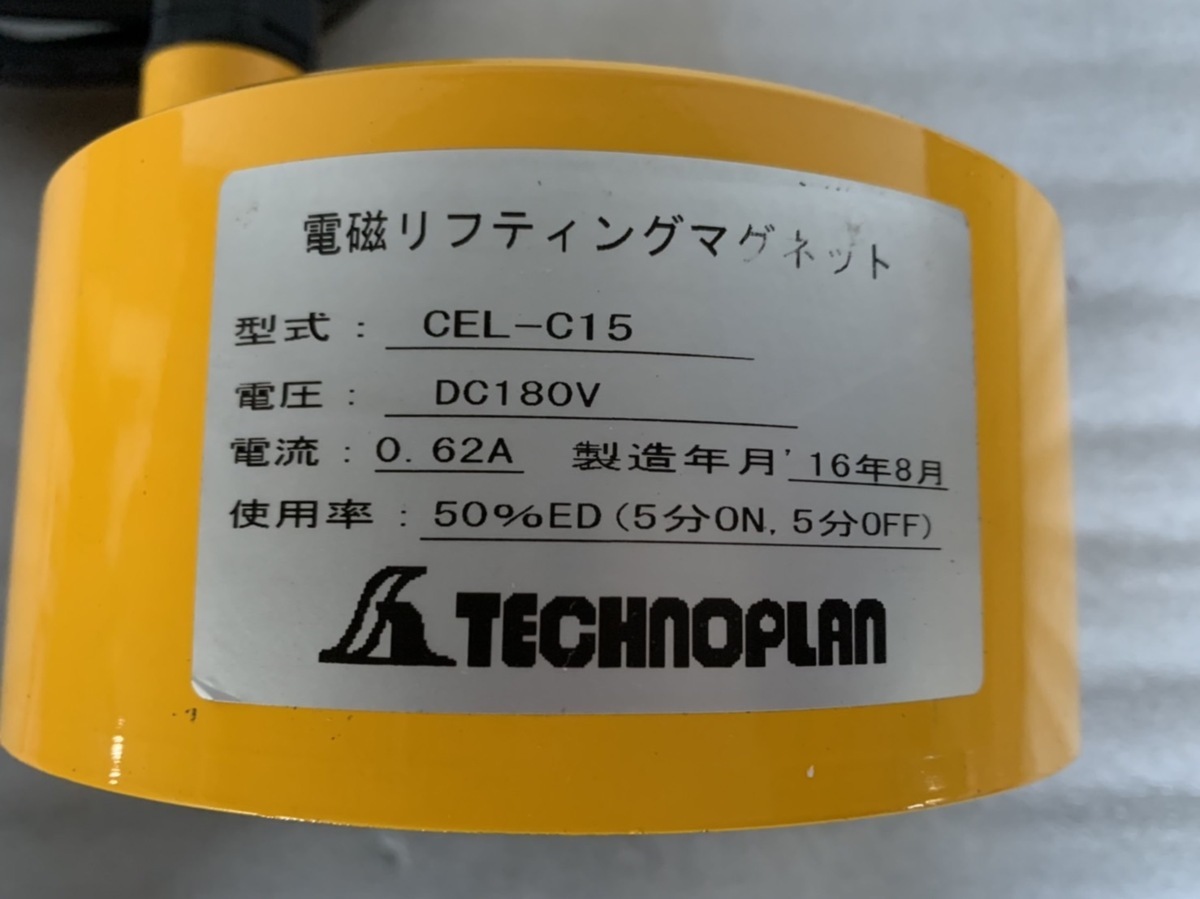 電磁リフティングマグネット
型式： CEL-C15
電圧： DC180V
電流：0.62A 製造年月'16年8月
使用率：50%ED(5分ON,5分OFF)
TECHNOPLAN